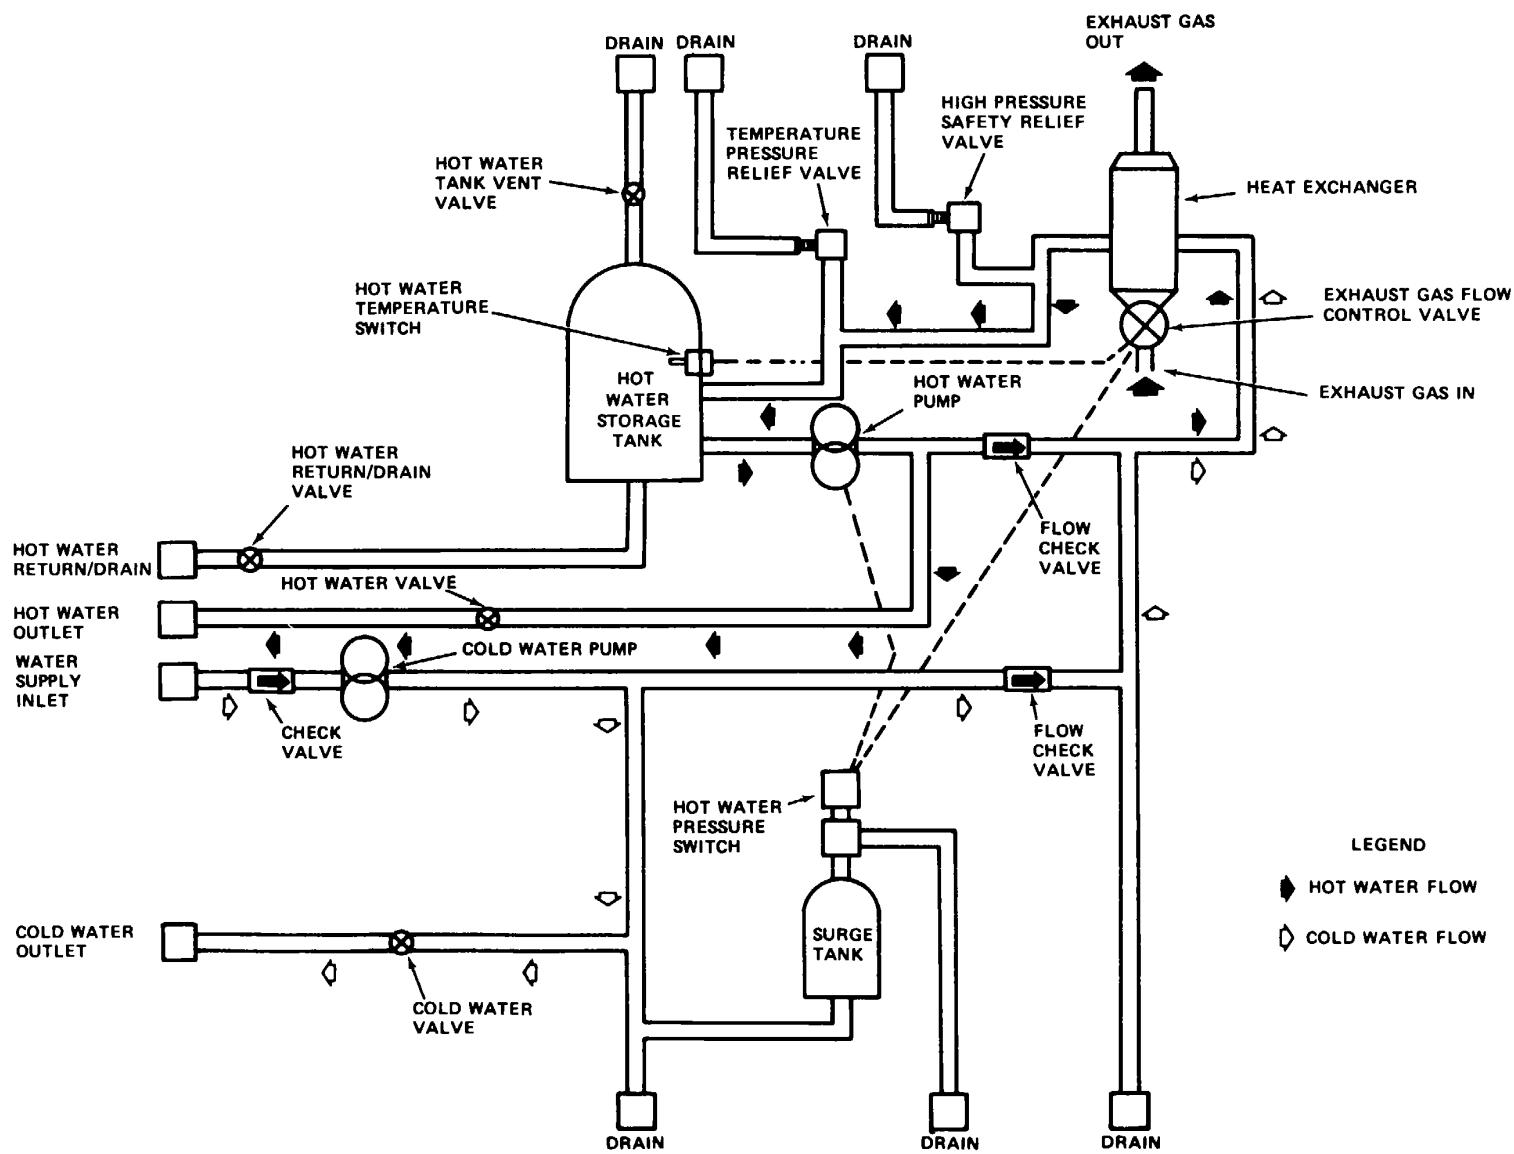 EXHAUST GAS
OUT
DRAIN
DRAIN
DRAIN
HIGH PRESSURE
SAFETY RELIEF
VALVE
TEMPERATURE
PRESSURE
RELIEF VALVE
HOT WATER
TANK VENT
VALVE
HEAT EXCHANGER
HOT WATER
TEMPERATURE
SWITCH
EXHAUST GAS FLOW
CONTROL VALVE
HOT
WATER
STORAGE
TANK
HOT WATER
PUMP
EXHAUST GAS IN
HOT WATER
RETURN/DRAIN
VALVE
FLOW
CHECK
VALVE
HOT WATER
RETURN/DRAIN
HOT WATER VALVE
HOT WATER
OUTLET
COLD WATER PUMP
WATER
SUPPLY
INLET
CHECK
VALVE
FLOW
CHECK
VALVE
HOT WATER
PRESSURE
SWITCH
LEGEND
HOT WATER FLOW
COLD WATER FLOW
COLD WATER
OUTLET
SURGE
TANK
COLD WATER
VALVE
DRAIN
DRAIN
DRAIN